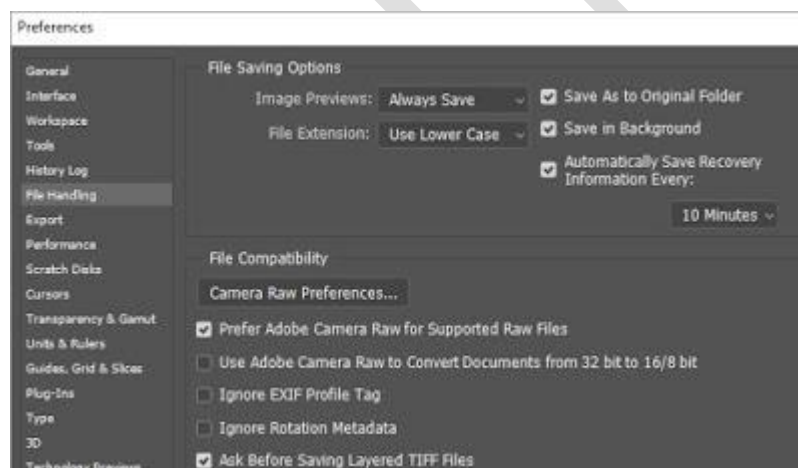 Preferences
General
Interface
Workspace
Tools
History Log
File Handling
Export
Performance
Scratch Disks
Cursors
Transparency & Gamut
Units & Rulers
Guides, Grid & Slices
Plug-Ins
Type
3D
Technology Previews
File Saving Options
Image Previews: Always Save
File Extension: Use Lower Case
Save As to Original Folder
Save in Background
Automatically Save Recovery
Information Every:
10 Minutes
File Compatibility
Camera Raw Preferences...
Prefer Adobe Camera Raw for Supported Raw Files
Use Adobe Camera Raw to Convert Documents from 32 bit to 16/8 bit
Ignore EXIF Profile Tag
Ignore Rotation Metadata
Ask Before Saving Layered TIFF Files